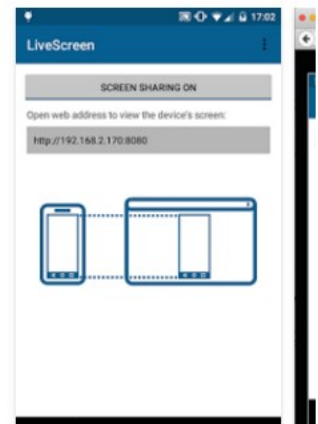 17:02
LiveScreen
SCREEN SHARING ON
Open web address to view the device's screen:
http://192.168.2.170:8080